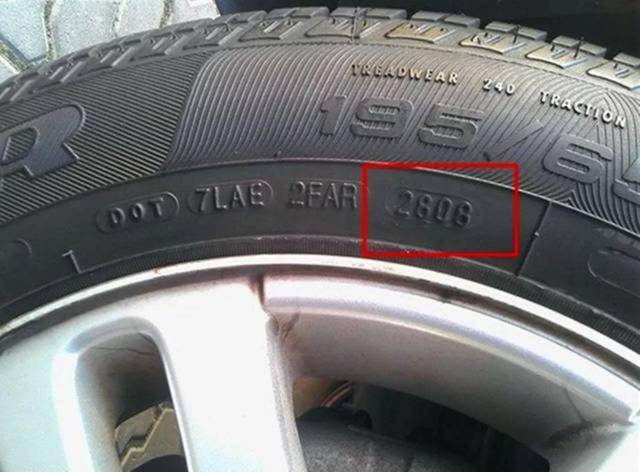 TREADWEAR 240 TRACTION
195/6
R
DOT 7LAE 2FAR 2808